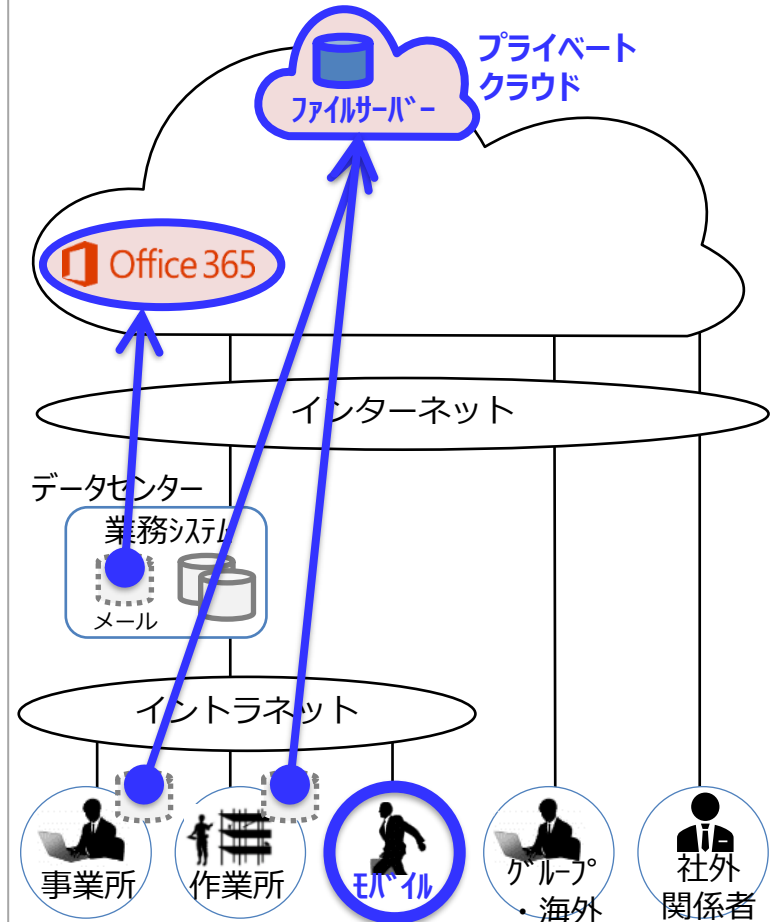 プライベート
クラウド
ﾌｧｲﾙｻｰﾊﾞｰ
Office 365
インターネット
データセンター
業務ｼｽﾃﾑ
メール
イントラネット
事業所
作業所
ﾓﾊﾞｲﾙ
ｸﾞﾙｰﾌﾟ
・海外
社外
関係者